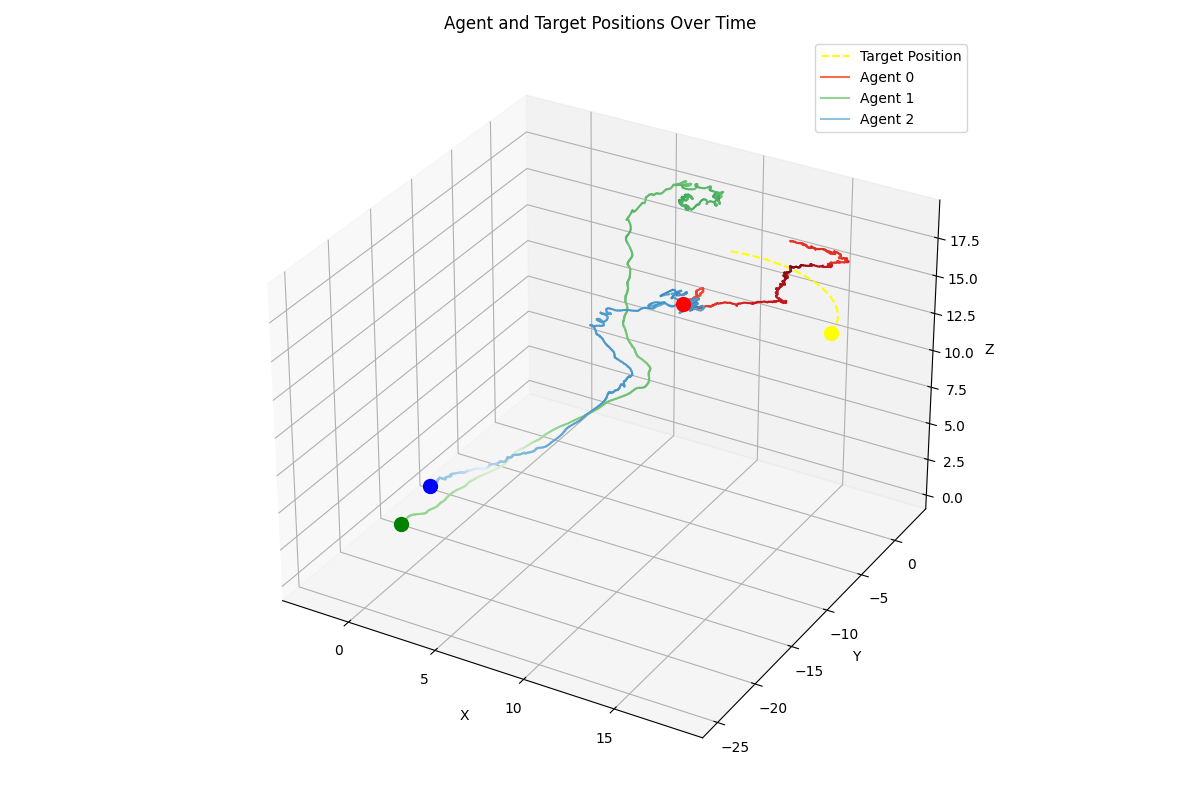 Agent and Target Positions Over Time
Target Position
Agent 0
Agent 1
Agent 2
17.5
15.0
12.5
10.0
Z
7.5
5.0
2.5
0.0
0
−5
−10
−15
Y
−20
−25
0
5
10
15
X